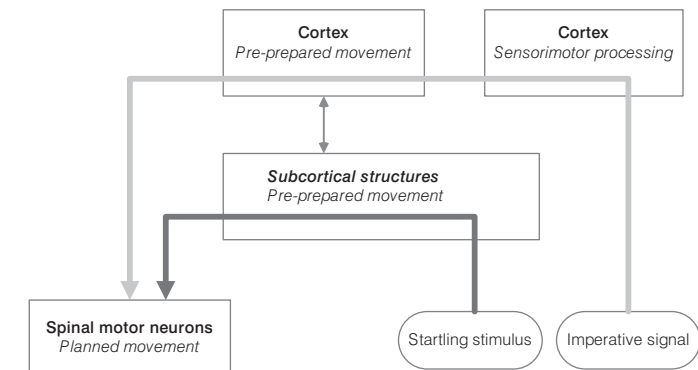 Cortex
Pre-prepared movement
Cortex
Sensorimotor processing
Subcortical structures
Pre-prepared movement
Spinal motor neurons
Planned movement
Startling stimulus
Imperative signal